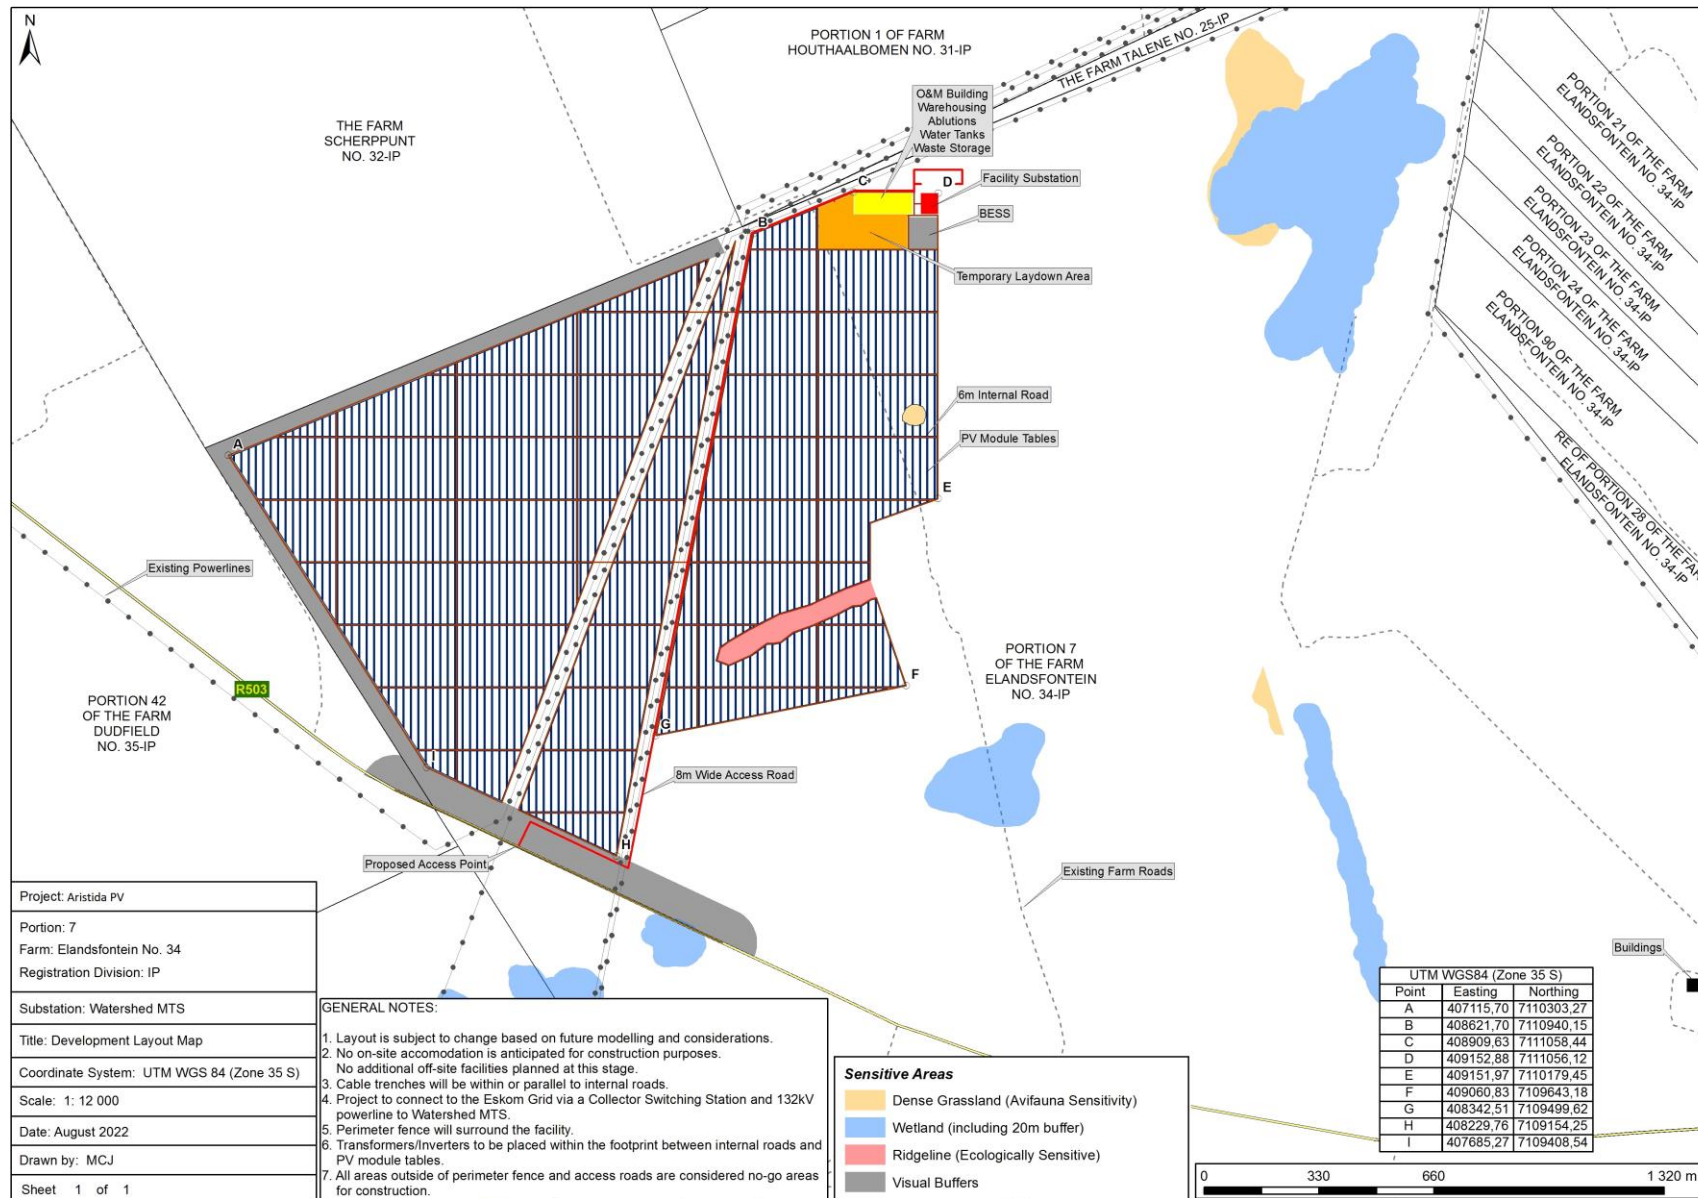 N
PORTION 1 OF FARM
HOUTHAALBOMEN NO. 31-IP
THE FARM TALENE NO. 25-IP
THE FARM
SCHERPPUNT
NO. 32-IP
O&M Building
Warehousing
Ablutions
Water Tanks
Waste Storage
C
D
Facility Substation
B
BESS
Temporary Laydown Area
PORTION 21 OF THE FARM
ELANDSFONTEIN NO. 34-IP
PORTION 22 OF THE FARM
ELANDSFONTEIN NO. 34-IP
PORTION 23 OF THE FARM
ELANDSFONTEIN NO. 34-IP
PORTION 24 OF THE FARM
ELANDSFONTEIN NO. 34-IP
PORTION 90 OF THE FARM
ELANDSFONTEIN NO. 34-IP
RE OF PORTION 28 OF THE FAR
ELANDSFONTEIN NO. 34-IP
6m Internal Road
A
PV Module Tables
E
Existing Powerlines
R503
PORTION 42
OF THE FARM
DUDFIELD
NO. 35-IP
PORTION 7
OF THE FARM
ELANDSFONTEIN
NO. 34-IP
F
G
I
8m Wide Access Road
H
Proposed Access Point
Existing Farm Roads
Buildings
Project: Aristida PV
Portion: 7
Farm: Elandsfontein No. 34
Registration Division: IP
Substation: Watershed MTS
Title: Development Layout Map
Coordinate System: UTM WGS 84 (Zone 35 S)
Scale: 1: 12 000
Date: August 2022
Drawn by: MCJ
Sheet 1 of 1
GENERAL NOTES:
1. Layout is subject to change based on future modelling and considerations.
2. No on-site accomodation is anticipated for construction purposes.
No additional off-site facilities planned at this stage.
3. Cable trenches will be within or parallel to internal roads.
4. Project to connect to the Eskom Grid via a Collector Switching Station and 132kV
powerline to Watershed MTS.
5. Perimeter fence will surround the facility.
6. Transformers/Inverters to be placed within the footprint between internal roads and
PV module tables.
7. All areas outside of perimeter fence and access roads are considered no-go areas
for construction.
Sensitive Areas
Dense Grassland (Avifauna Sensitivity)
Wetland (including 20m buffer)
Ridgeline (Ecologically Sensitive)
Visual Buffers
UTM WGS84 (Zone 35 S)
Point Easting Northing
A 407115,70 7110303,27
B 408621,70 7110940,15
C 408909,63 7111058,44
D 409152,88 7111056,12
E 409151,97 7110179,45
F 409060,83 7109643,18
G 408342,51 7109499,62
H 408229,76 7109154,25
I 407685,27 7109408,54
0 330 660 1 320 m